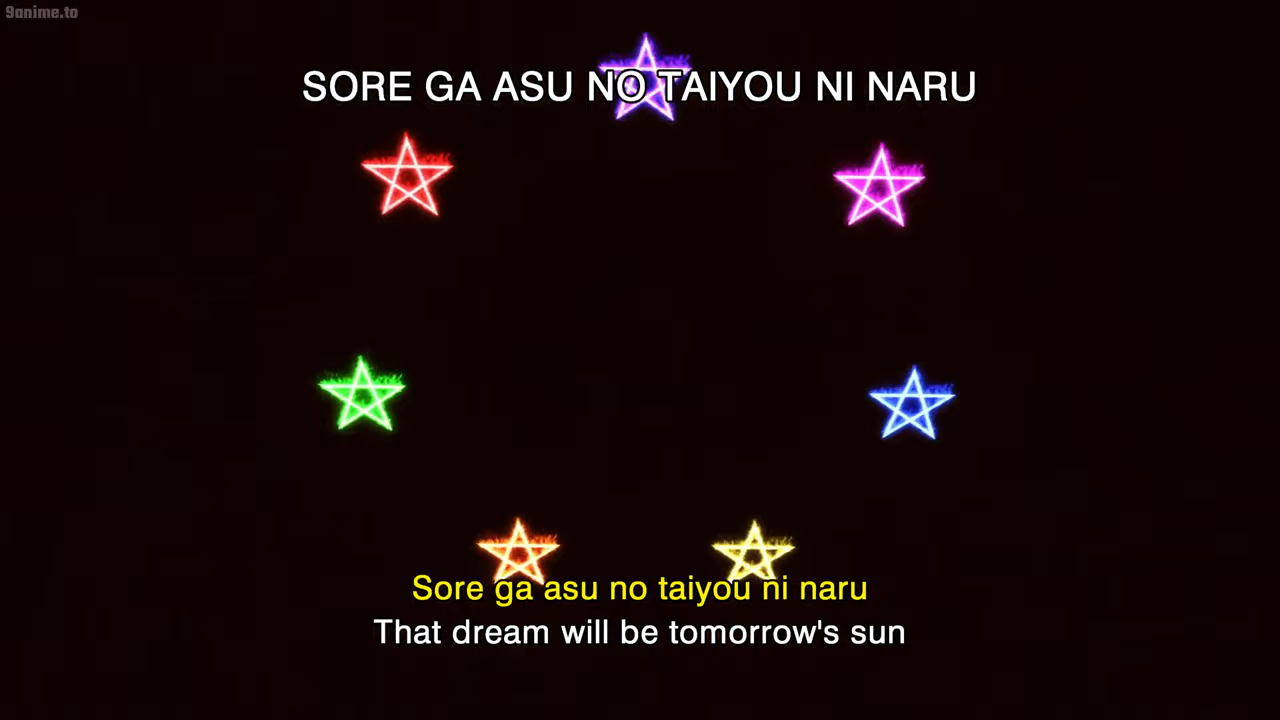 9anime.to
SORE GA ASU NO TAIYOU NI NARU
Sore ga asu no taiyou ni naru
That dream will be tomorrow's sun